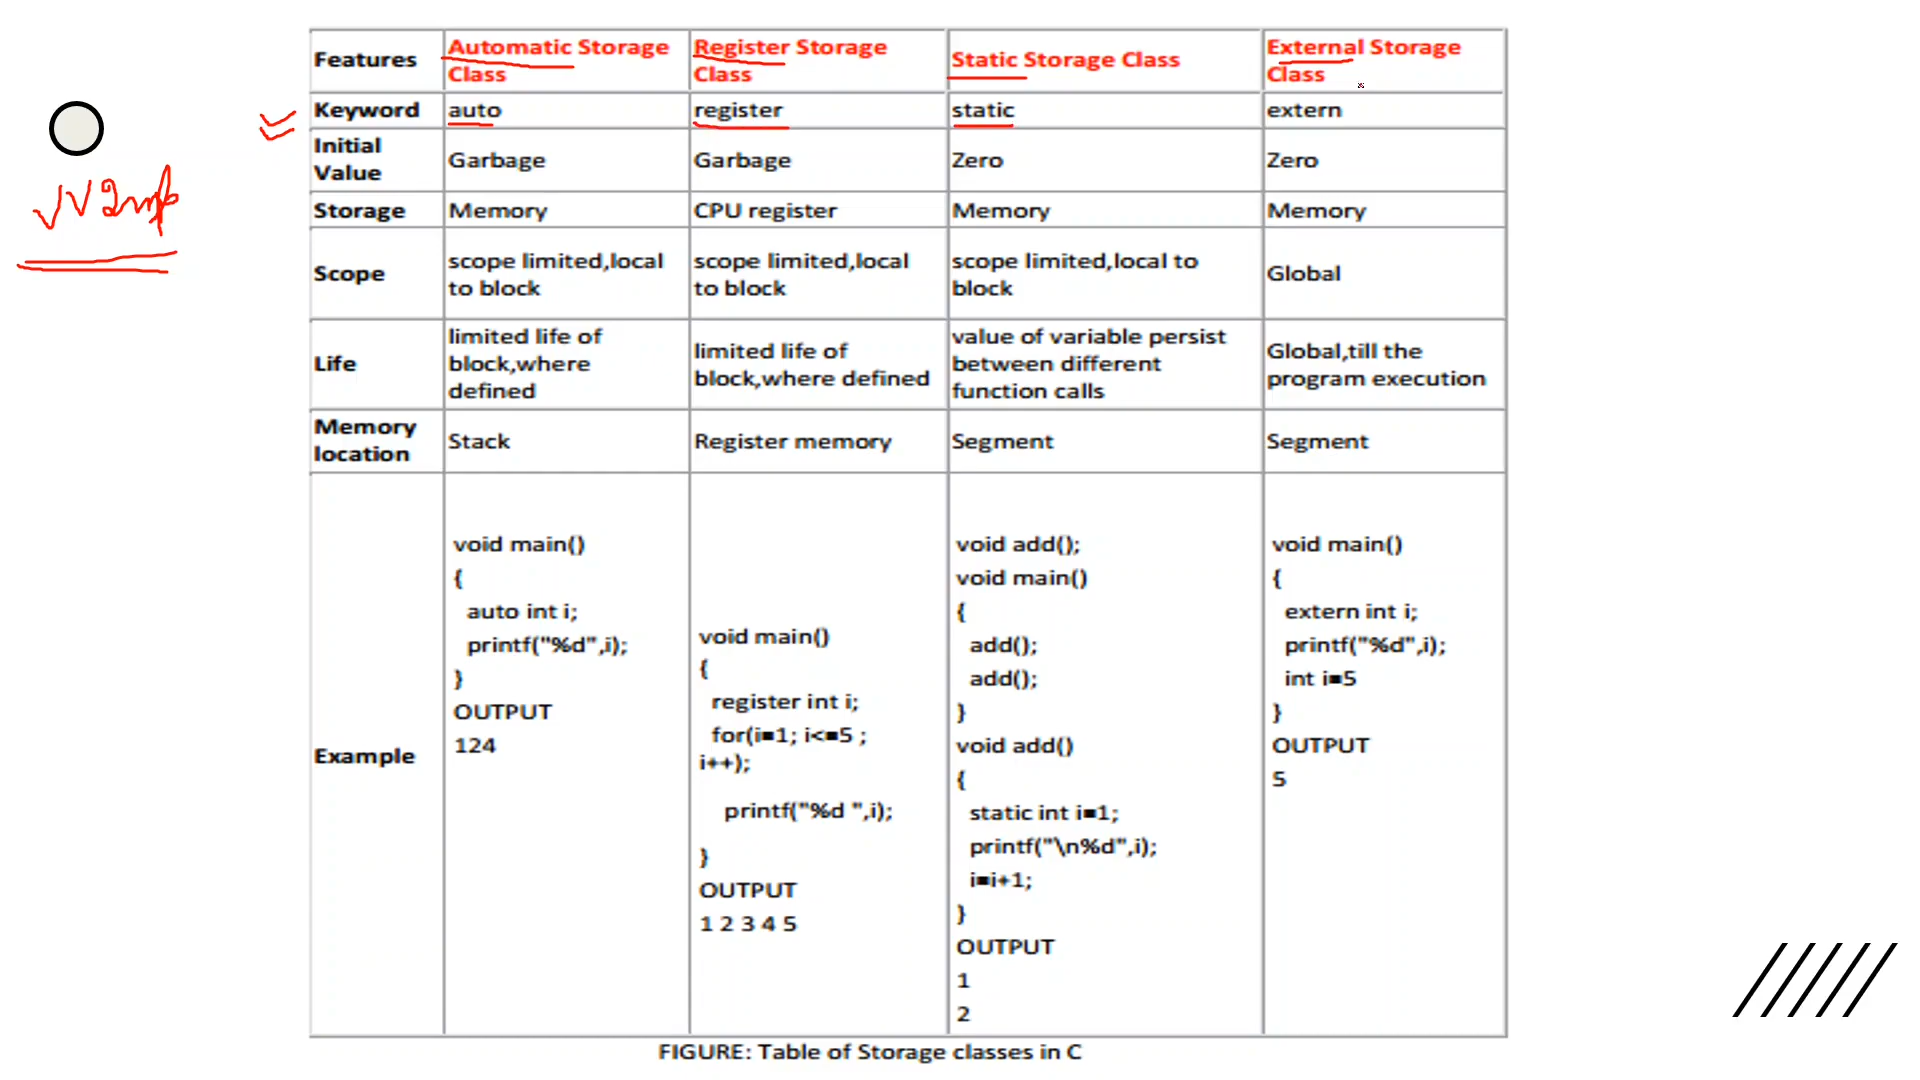 Features
Automatic Storage
Class
Register Storage
Class
Static Storage Class
External Storage
Class
Keyword
auto
register
static
extern
Initial
Value
Garbage
Garbage
Zero
Zero
Storage
Memory
CPU register
Memory
Memory
Scope
scope limited,local
to block
scope limited,local
to block
scope limited,local to
block
Global
Life
limited life of
block,where
defined
limited life of
block,where defined
value of variable persist
between different
function calls
Global,till the
program execution
Memory
location
Stack
Register memory
Segment
Segment
Example
void main()
{
auto int i;
printf("%d",i);
}
OUTPUT
124
void main()
{
register int i;
for(i=1; i<=5 ;
i++);
printf("%d ",i);
}
OUTPUT
1 2 3 4 5
void add();
void main()
{
add();
add();
}
void add()
{
static int i=1;
printf("\n%d",i);
i=i+1;
}
OUTPUT
1
2
void main()
{
extern int i;
printf("%d",i);
int i=5
}
OUTPUT
5
FIGURE: Table of Storage classes in C